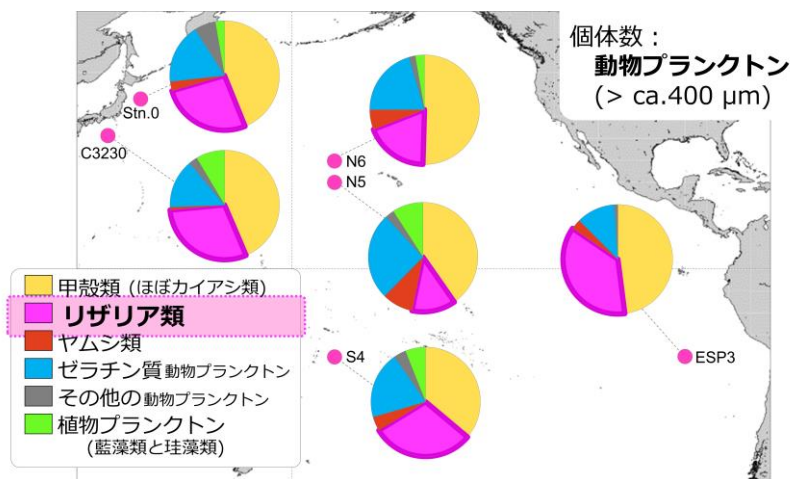 個体数：
動物プランクトン
(> ca.400 μm)
Stn.0
C3230
N6
N5
S4
ESP3
甲殻類 (ほぼカイアシ類)
リザリア類
ヤムシ類
ゼラチン質動物プランクトン
その他の動物プランクトン
植物プランクトン
(藍藻類と珪藻類)